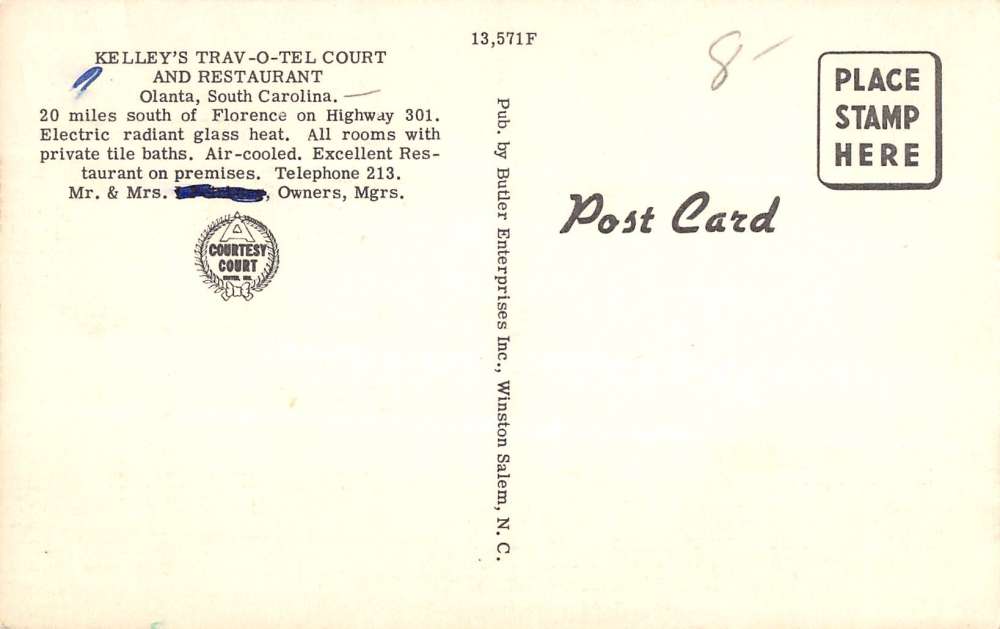 13,571F
KELLEY'S TRAV-O-TEL COURT
AND RESTAURANT
Olanta, South Carolina.
20 miles south of Florence on Highway 301.
Electric radiant glass heat. All rooms with
private tile baths. Air-cooled. Excellent Res-
taurant on premises. Telephone 213.
Mr. & Mrs. , Owners, Mgrs.
A
COURTESY
COURT
Pub. by Butler Enterprises Inc., Winston Salem, N. C.
8-
PLACE
STAMP
HERE
Post Card